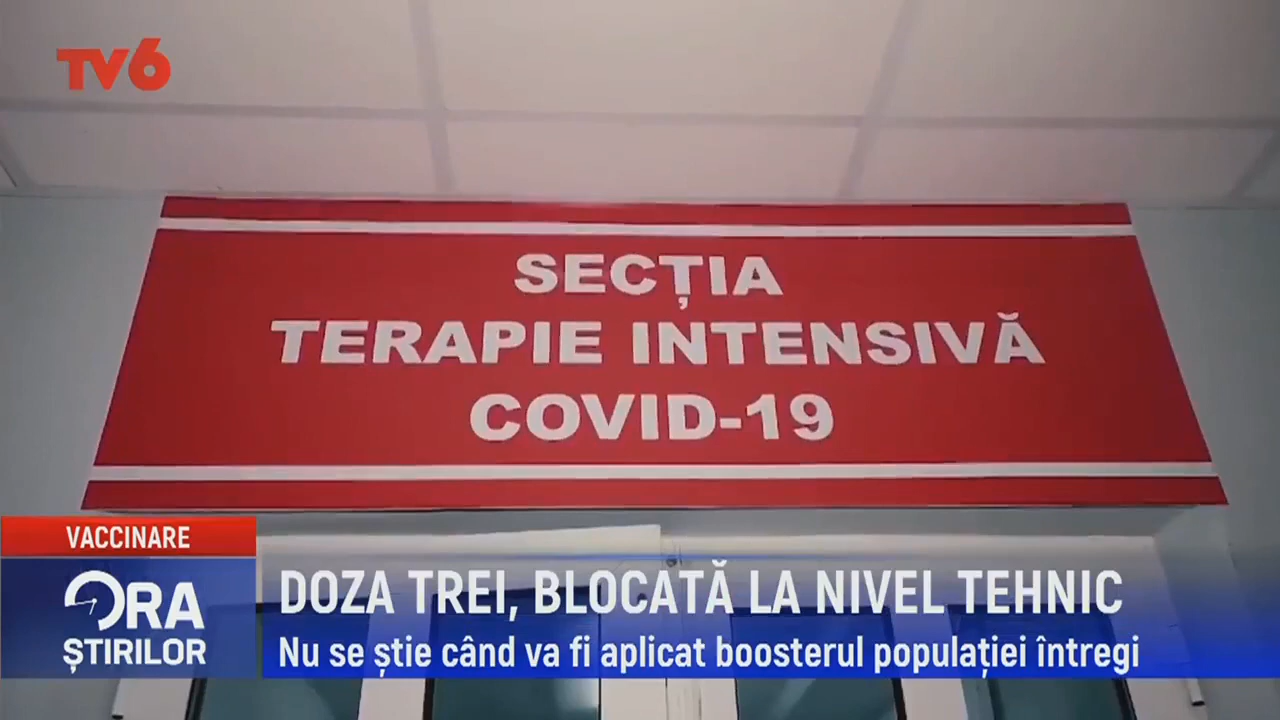 TV6
SECȚIA
TERAPIE INTENSIVĂ
COVID-19
VACCINARE
ORA
ȘTIRILOR
DOZA TREI, BLOCATĂ LA NIVEL TEHNIC
Nu se știe când va fi aplicat boosterul populației întregi